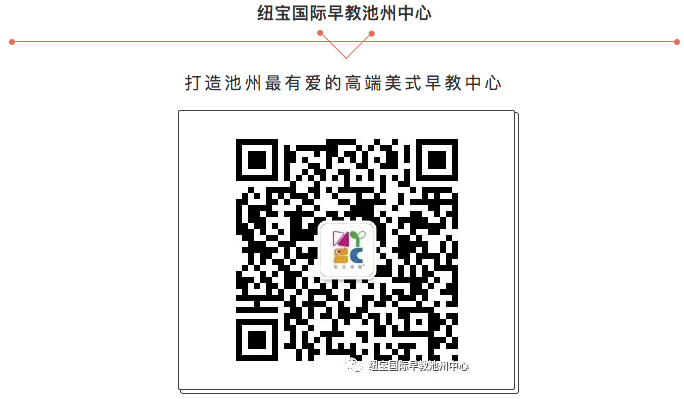 纽宝国际早教池州中心
打造池州最有爱的高端美式早教中心
NYBC
纽宝国际早教池州中心